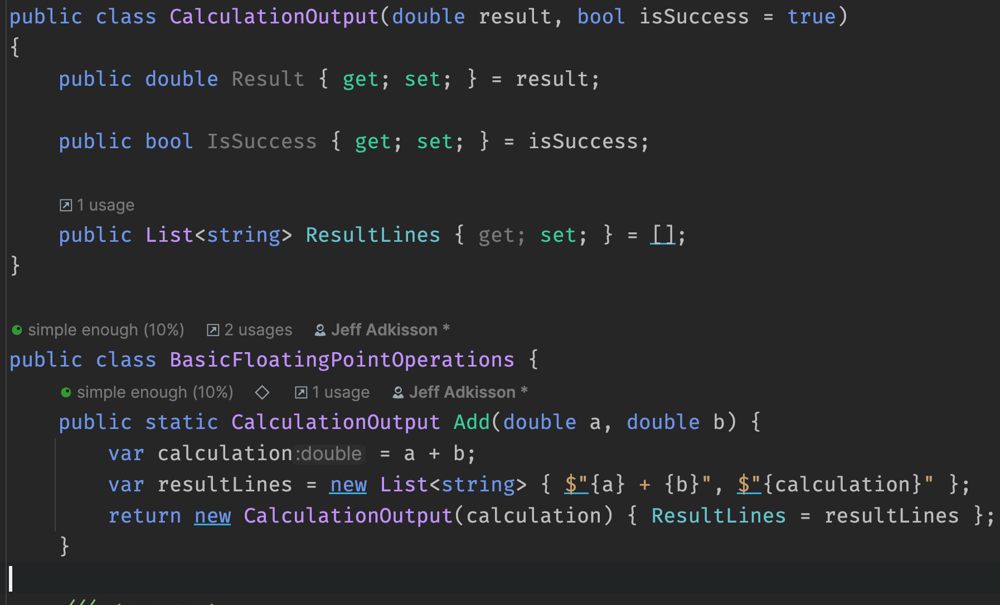 public class CalculationOutput(double result, bool isSuccess = true)
{
    public double Result { get; set; } = result;
    public bool IsSuccess { get; set; } = isSuccess;
    1 usage
    public List<string> ResultLines { get; set; } = [];
}
simple enough (10%) 2 usages Jeff Adkisson *
public class BasicFloatingPointOperations {
    simple enough (10%) 1 usage Jeff Adkisson *
    public static CalculationOutput Add(double a, double b) {
        var calculation:double = a + b;
        var resultLines = new List<string> { $"{a} + {b}", $"{calculation}" };
        return new CalculationOutput(calculation) { ResultLines = resultLines };
    }
    ///